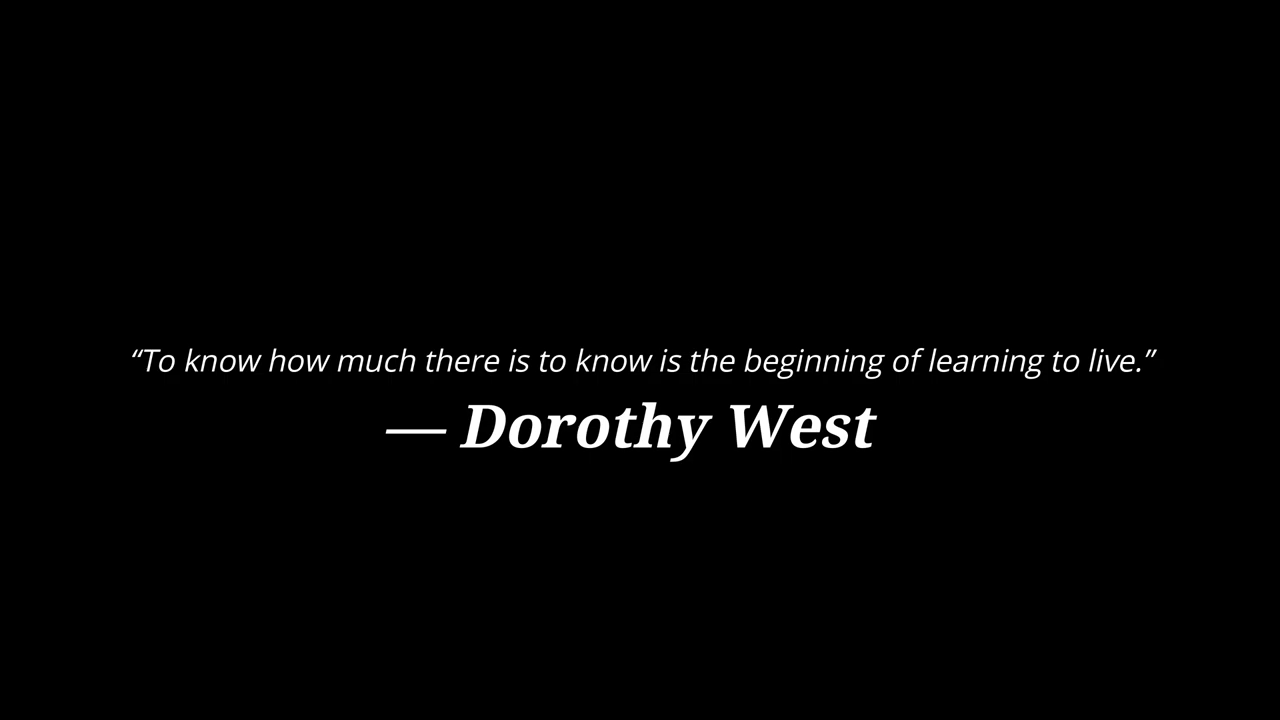 “To know how much there is to know is the beginning of learning to live.”
— Dorothy West